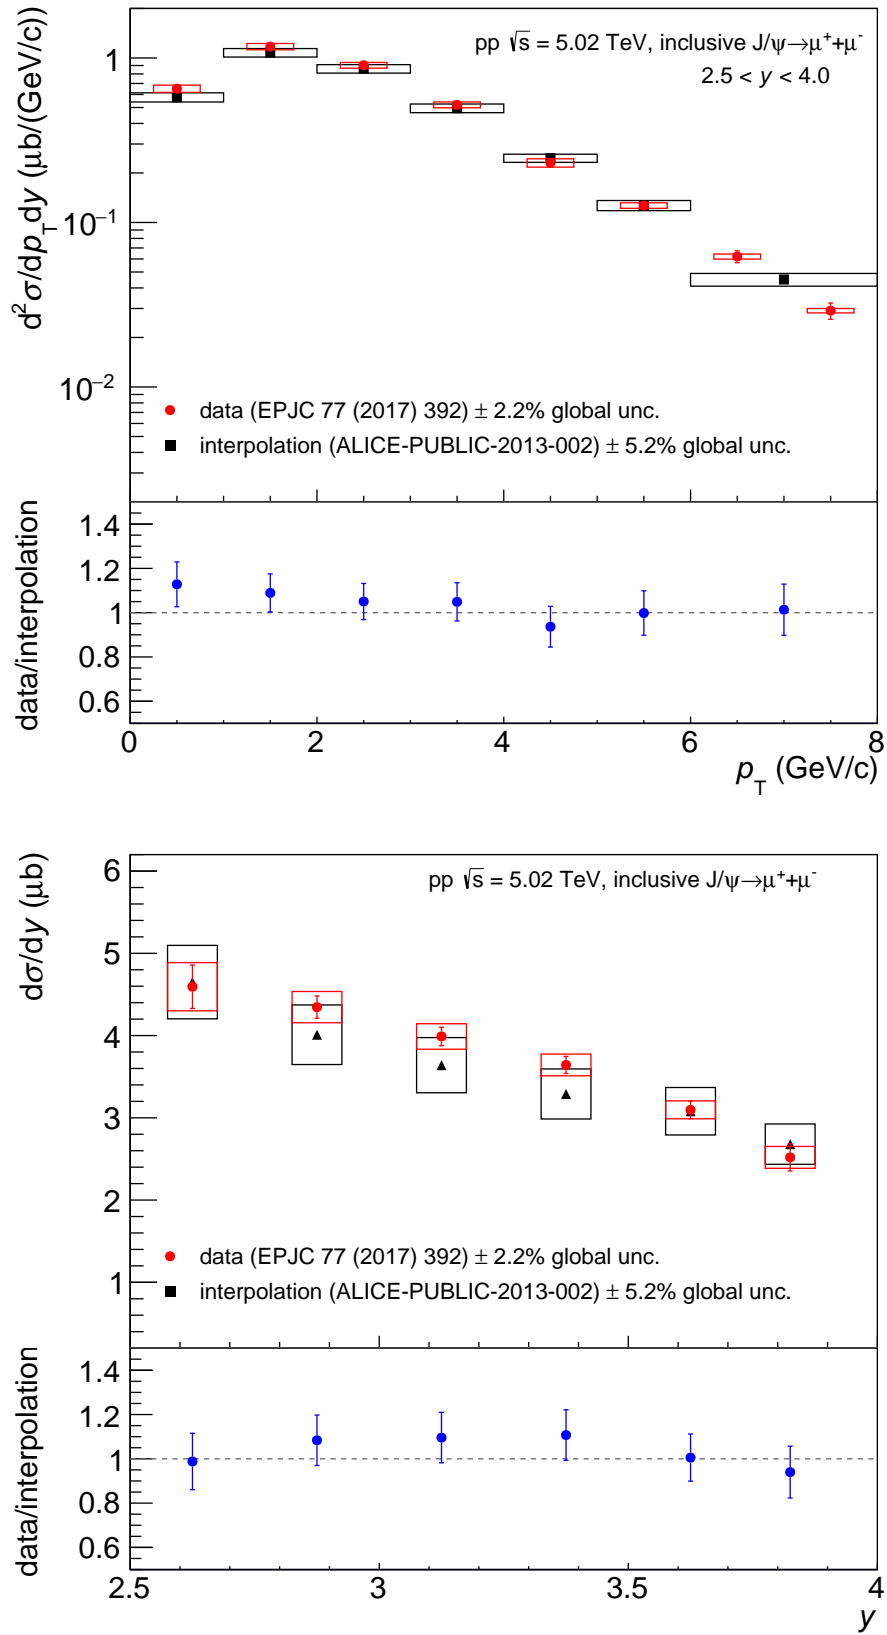 pp √s = 5.02 TeV, inclusive J/ψ→μ⁺+μ⁻
2.5 < y < 4.0
d²σ/dp_T dy (μb/(GeV/c))
1
10⁻¹
10⁻²
data (EPJC 77 (2017) 392) ± 2.2% global unc.
interpolation (ALICE-PUBLIC-2013-002) ± 5.2% global unc.
data/interpolation
1.4
1.2
1
0.8
0.6
0 2 4 6 8
p_T (GeV/c)
pp √s = 5.02 TeV, inclusive J/ψ→μ⁺+μ⁻
dσ/dy (μb)
6
5
4
3
2
1
data (EPJC 77 (2017) 392) ± 2.2% global unc.
interpolation (ALICE-PUBLIC-2013-002) ± 5.2% global unc.
data/interpolation
1.4
1.2
1
0.8
0.6
2.5 3 3.5 4
y